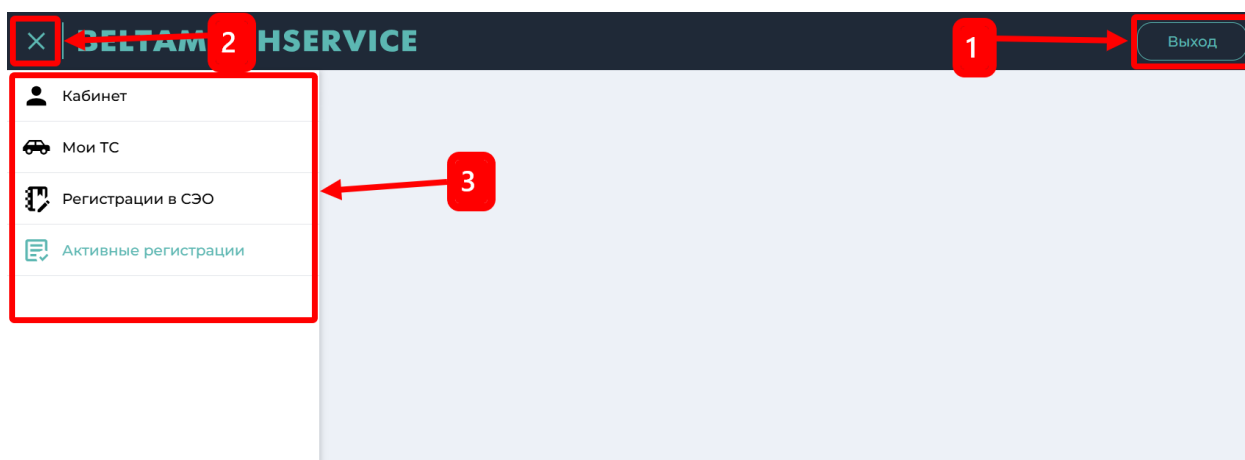 BELTAM HSERVICE
2
1
Выход
Кабинет
Мои ТС
Регистрации в СЭО
3
Активные регистрации